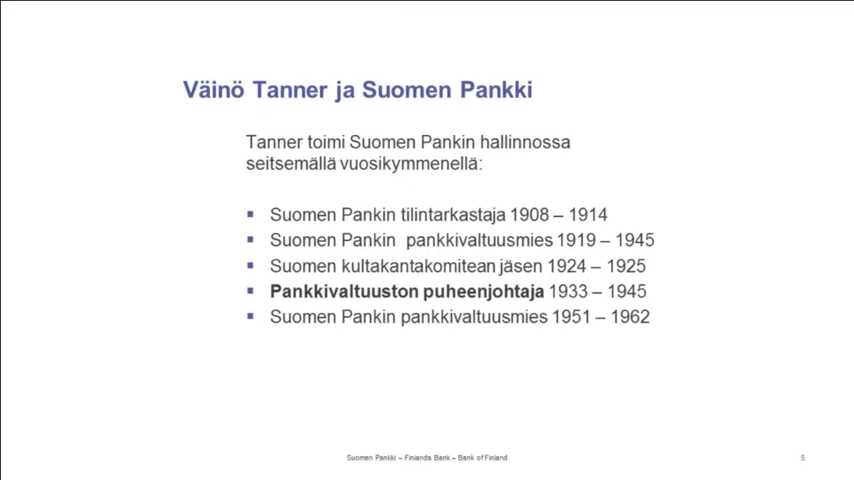 Väinö Tanner ja Suomen Pankki
Tanner toimi Suomen Pankin hallinnossa
seitsemällä vuosikymmenellä:
▪ Suomen Pankin tilintarkastaja 1908 – 1914
▪ Suomen Pankin pankkivaltuusmies 1919 – 1945
▪ Suomen kultakantakomitean jäsen 1924 – 1925
▪ Pankkivaltuuston puheenjohtaja 1933 – 1945
▪ Suomen Pankin pankkivaltuusmies 1951 – 1962
Suomen Pankki – Finlands Bank – Bank of Finland
5